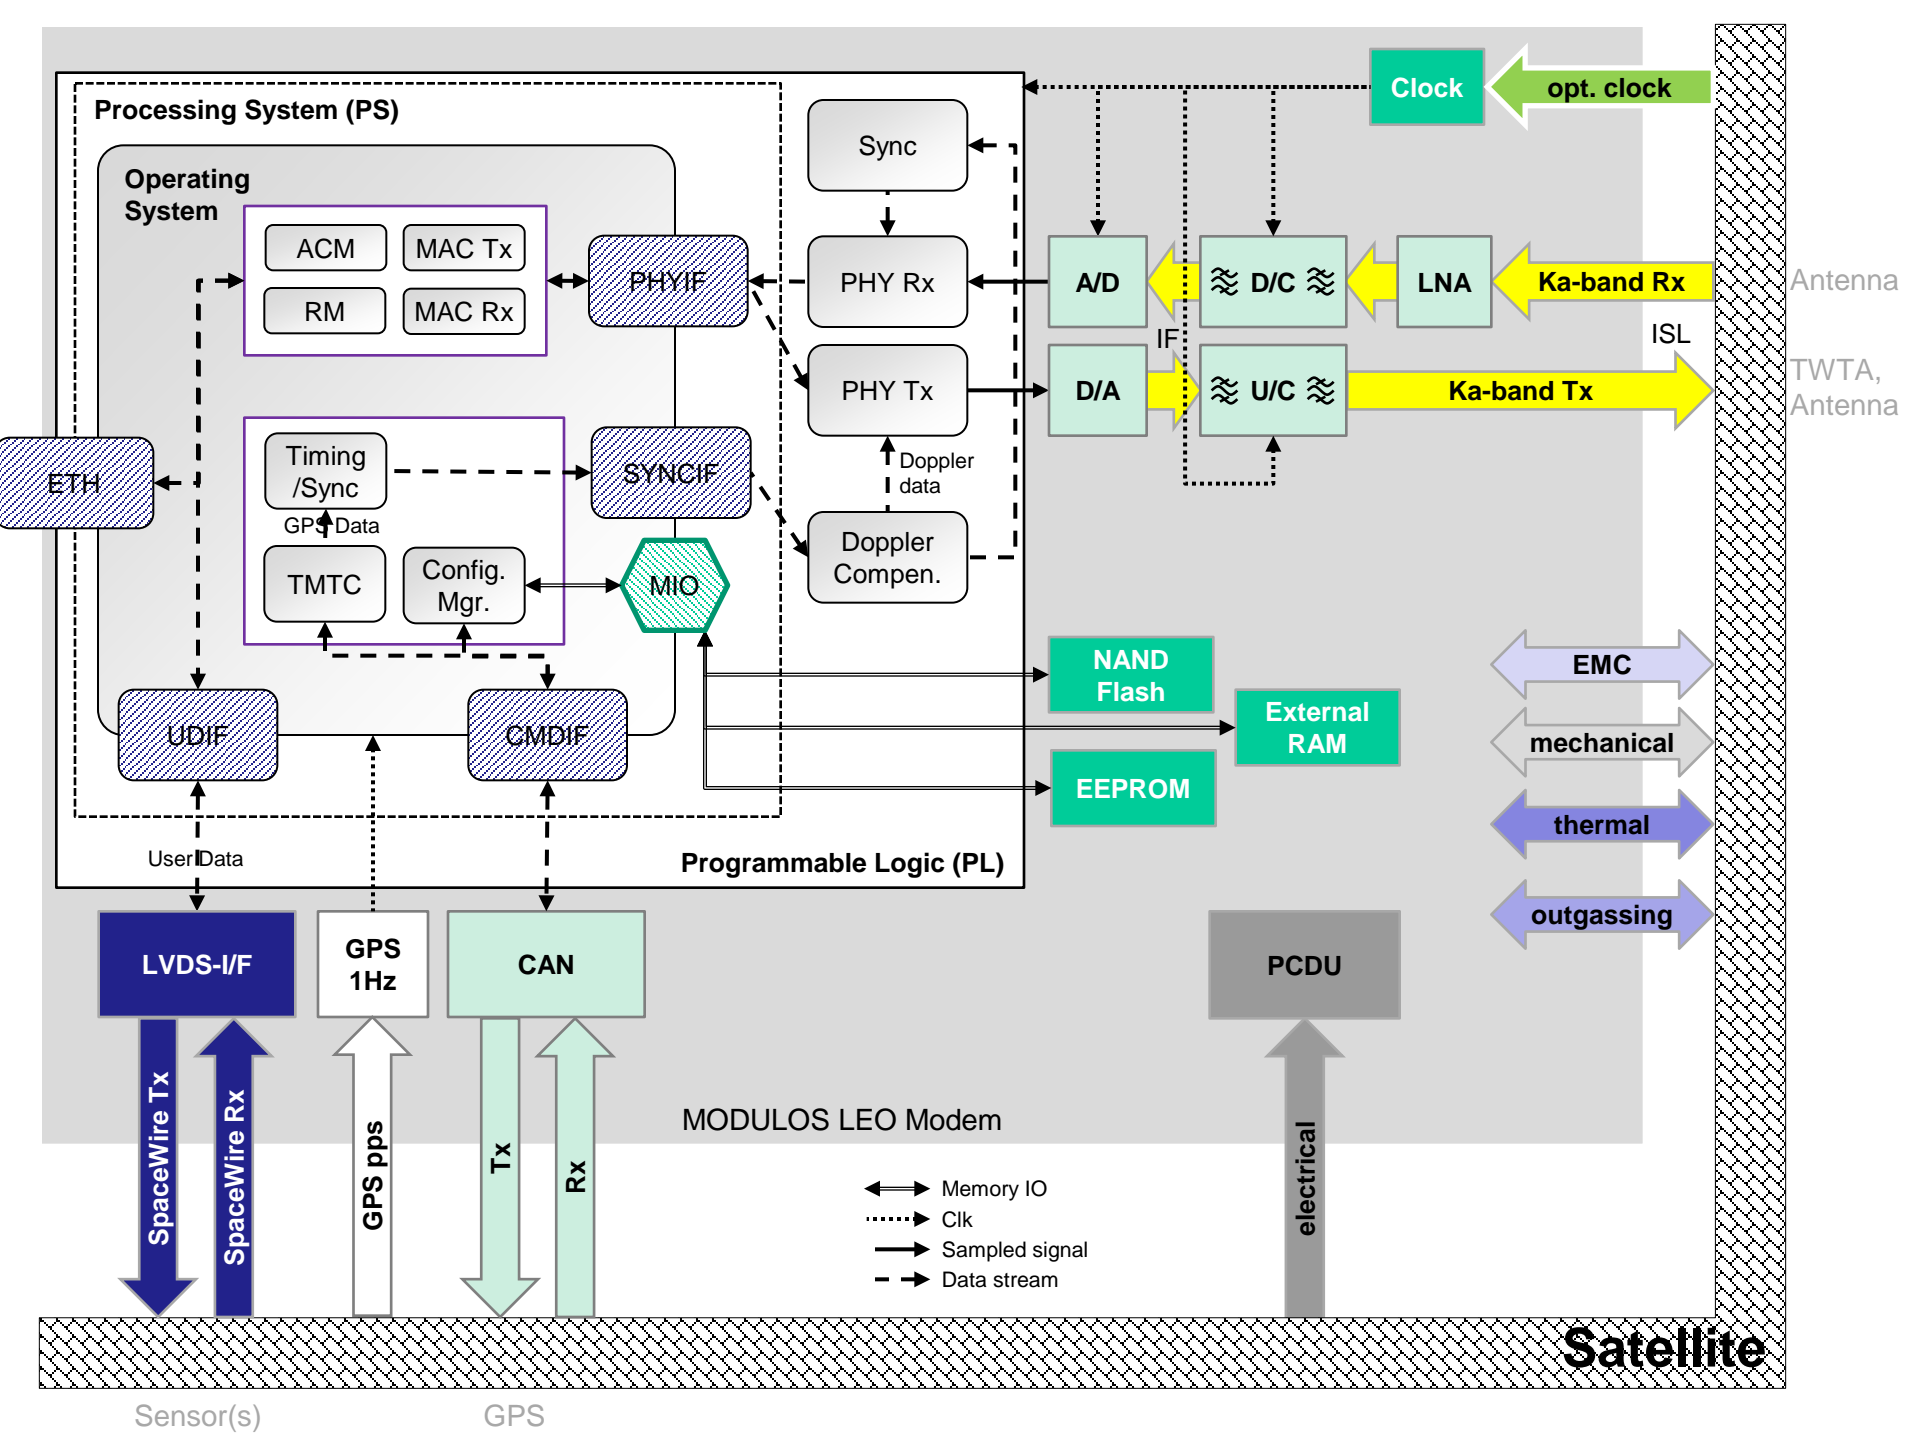 Clock
opt. clock
Processing System (PS)
Sync
Operating
System
ACM
MAC Tx
RM
MAC Rx
PHYIF
PHY Rx
A/D
D/C
LNA
Ka-band Rx
Antenna
IF
ISL
PHY Tx
D/A
U/C
Ka-band Tx
TWTA,
Antenna
ETH
Timing
/Sync
SYNCIF
Doppler
data
GPS Data
TMTC
Config.
Mgr.
MIO
Doppler
Compen.
NAND
Flash
EMC
External
RAM
mechanical
UDIF
CMDIF
EEPROM
thermal
User Data
Programmable Logic (PL)
outgassing
LVDS-I/F
GPS
1Hz
CAN
PCDU
SpaceWire Tx
SpaceWire Rx
GPS pps
Tx
Rx
electrical
MODULOS LEO Modem
Memory IO
Clk
Sampled signal
Data stream
Satellite
Sensor(s)
GPS